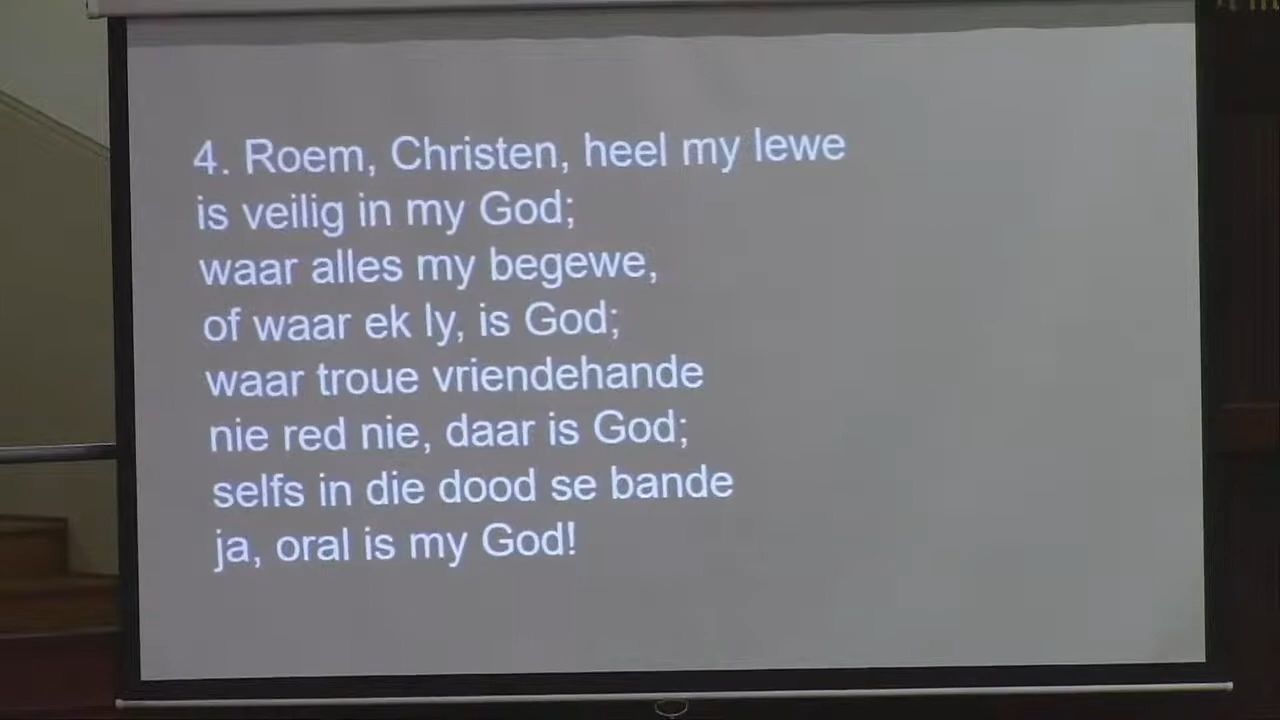 4. Roem, Christen, heel my lewe
is veilig in my God;
waar alles my begewe,
of waar ek ly, is God;
waar troue vriendehande
nie red nie, daar is God;
selfs in die dood se bande
ja, oral is my God!